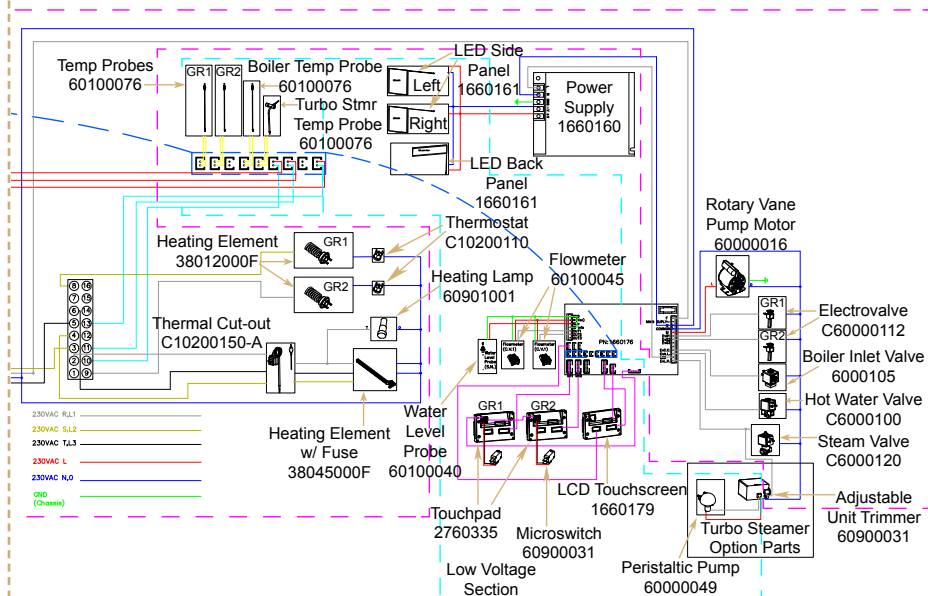 Temp Probes
60100076
GR1
GR2
Boiler Temp Probe
60100076
Turbo Stmr
Temp Probe
60100076
LED Side
Panel
1660161
Left
Right
LED Back
Panel
1660161
Power
Supply
1660160
Heating Element
38012000F
GR1
GR2
Thermostat
C10200110
Heating Lamp
60901001
Flowmeter
60100045
Rotary Vane
Pump Motor
60000016
Thermal Cut-out
C10200150-A
8 16
7 15
6 14
5 13
4 12
3 11
2 10
1 9
PN:1660176
GR1
GR2
Electrovalve
C60000112
Boiler Inlet Valve
6000105
Hot Water Valve
C6000100
Steam Valve
C6000120
Heating Element
w/ Fuse
38045000F
Water
Level
Probe
60100040
GR1
GR2
Touchpad
2760335
Microswitch
60900031
LCD Touchscreen
1660179
Low Voltage
Section
Turbo Steamer
Option Parts
Adjustable
Unit Trimmer
60900031
Peristaltic Pump
60000049
230VAC R,L1
230VAC S,L2
230VAC T,L3
230VAC L
230VAC N,0
GND
(Chassis)